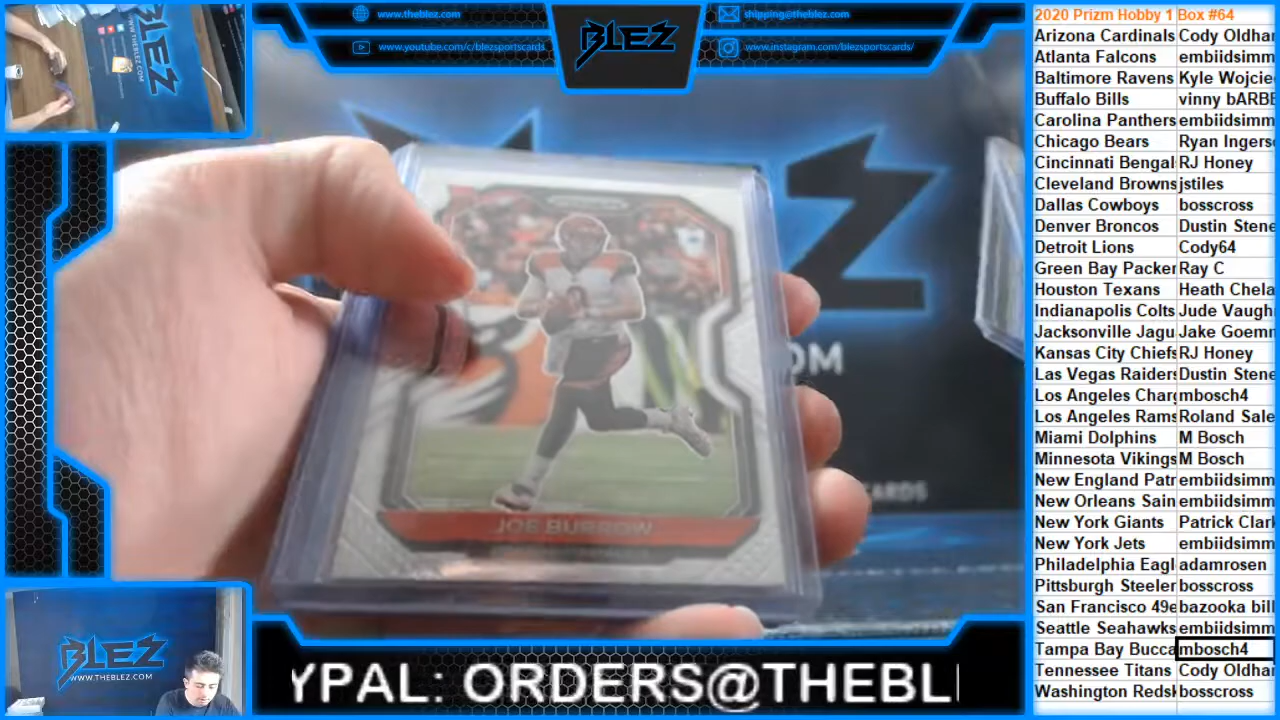 www.theblez.com
shipping@theblez.com
www.youtube.com/c/blezsportscards
www.instagram.com/blezsportscards/
BLEZ
BLEZ
WWW.THEBLEZ.COM
OM
CARDS
JOE BURROW
BLEZ
WWW.THEBLEZ.COM
YPAL: ORDERS@THEBL
2020 Prizm Hobby 1 Box #64
Arizona Cardinals Cody Oldhar
Atlanta Falcons embiidsimm
Baltimore Ravens Kyle Wojcie
Buffalo Bills vinny bARBE
Carolina Panthers embiidsimm
Chicago Bears Ryan Ingers
Cincinnati Bengal RJ Honey
Cleveland Browns jstiles
Dallas Cowboys bosscross
Denver Broncos Dustin Stene
Detroit Lions Cody64
Green Bay Packer Ray C
Houston Texans Heath Chela
Indianapolis Colts Jude Vaugh
Jacksonville Jagu Jake Goemn
Kansas City Chiefs RJ Honey
Las Vegas Raiders Dustin Stene
Los Angeles Charg mbosch4
Los Angeles Rams Roland Sale
Miami Dolphins M Bosch
Minnesota Vikings M Bosch
New England Patr embiidsimm
New Orleans Sain embiidsimm
New York Giants Patrick Clark
New York Jets embiidsimm
Philadelphia Eagl adamrosen
Pittsburgh Steeler bosscross
San Francisco 49e bazooka bill
Seattle Seahawks embiidsimm
Tampa Bay Bucca mbosch4
Tennessee Titans Cody Oldhar
Washington Redsk bosscross